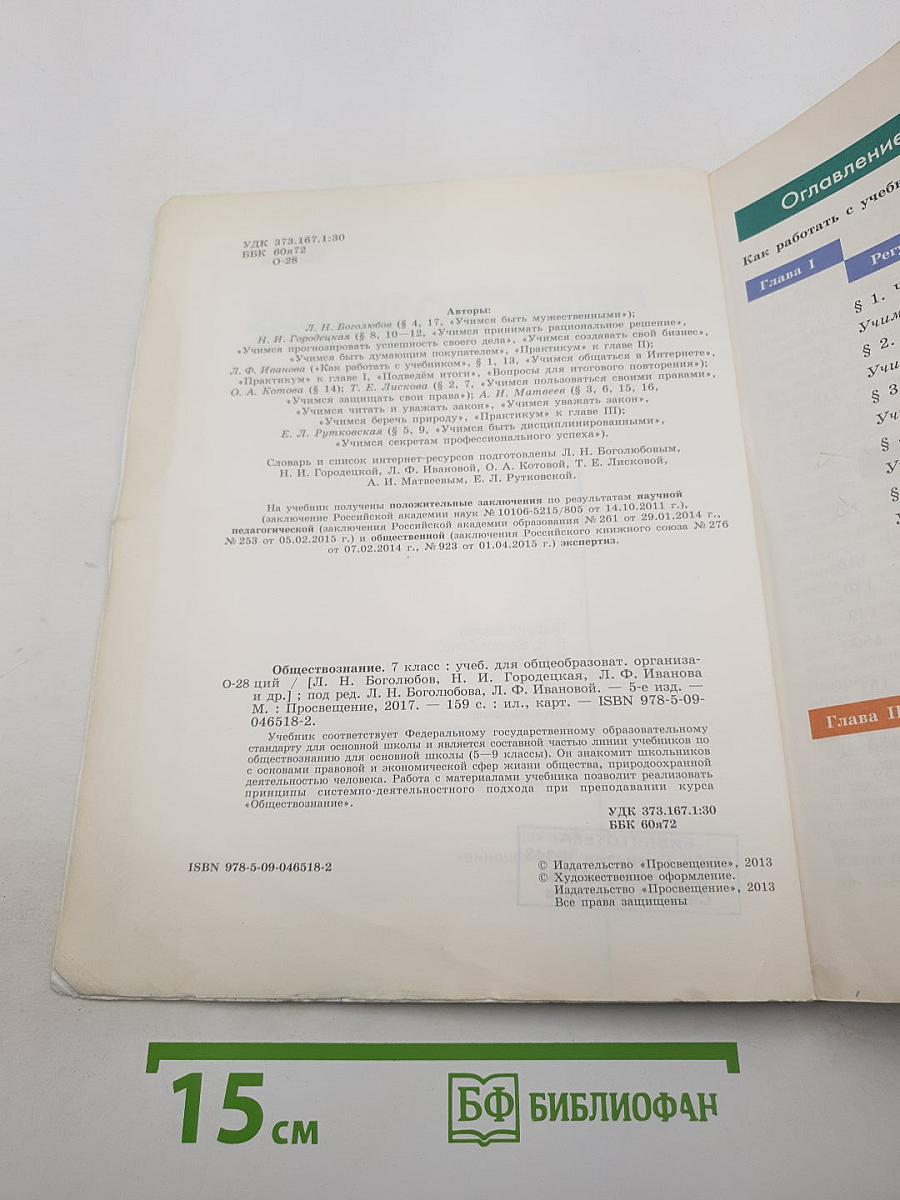 УДК 373.167.1:30
ББК 60я72
О-28
Авторы:
Л. Н. Боголюбов (§ 4, 17, «Учимся быть мужественными»);
Н. И. Городецкая (§ 8, 10—12, «Учимся принимать рациональное решение»,
«Учимся прогнозировать успешность своего дела», «Учимся создавать свой бизнес»,
«Учимся быть думающим покупателем», «Практикум» к главе II);
Л. Ф. Иванова («Как работать с учебником», § 1, 13, «Учимся общаться в Интернете»,
«Практикум» к главе I, «Подведём итоги», «Вопросы для итогового повторения»);
О. А. Котова (§ 14); Т. Е. Лискова (§ 2, 7, «Учимся пользоваться своими правами»,
«Учимся защищать свои права»); А. И. Матвеев (§ 3, 6, 15, 16,
«Учимся читать и уважать закон», «Учимся уважать закон»,
«Учимся беречь природу», «Практикум» к главе III);
Е. Л. Рутковская (§ 5, 9, «Учимся быть дисциплинированными»,
«Учимся секретам профессионального успеха»).
Словарь и список интернет-ресурсов подготовлены Л. Н. Боголюбовым,
Н. И. Городецкой, Л. Ф. Ивановой, О. А. Котовой, Т. Е. Лисковой,
А. И. Матвеевым, Е. Л. Рутковской.
На учебник получены положительные заключения по результатам научной
(заключение Российской академии наук № 10106-5215/805 от 14.10.2011 г.),
педагогической (заключения Российской академии образования № 261 от 29.01.2014 г.,
№ 253 от 05.02.2015 г.) и общественной (заключения Российского книжного союза № 276
от 07.02.2014 г., № 923 от 01.04.2015 г.) экспертиз.
Обществознание. 7 класс : учеб. для общеобразоват. организа-
О-28 ций / [Л. Н. Боголюбов, Н. И. Городецкая, Л. Ф. Иванова
и др.] ; под ред. Л. Н. Боголюбова, Л. Ф. Ивановой. — 5-е изд. —
М. : Просвещение, 2017. — 159 с. : ил., карт. — ISBN 978-5-09-
046518-2.
Учебник соответствует Федеральному государственному образовательному
стандарту для основной школы и является составной частью линии учебников по
обществознанию для основной школы (5—9 классы). Он знакомит школьников
с основами правовой и экономической сфер жизни общества, природоохранной
деятельностью человека. Работа с материалами учебника позволит реализовать
принципы системно-деятельностного подхода при преподавании курса
«Обществознание».
УДК 373.167.1:30
ББК 60я72
ISBN 978-5-09-046518-2
© Издательство «Просвещение», 2013
© Художественное оформление.
Издательство «Просвещение», 2013
Все права защищены
Оглавление
Как работать с учебн
Глава I
Регу
§ 1. Ч
Учим
§ 2.
Учи
§ 3
Уч
§
У
§
У
Глава II
15 см
БФ БИБЛИОФАН